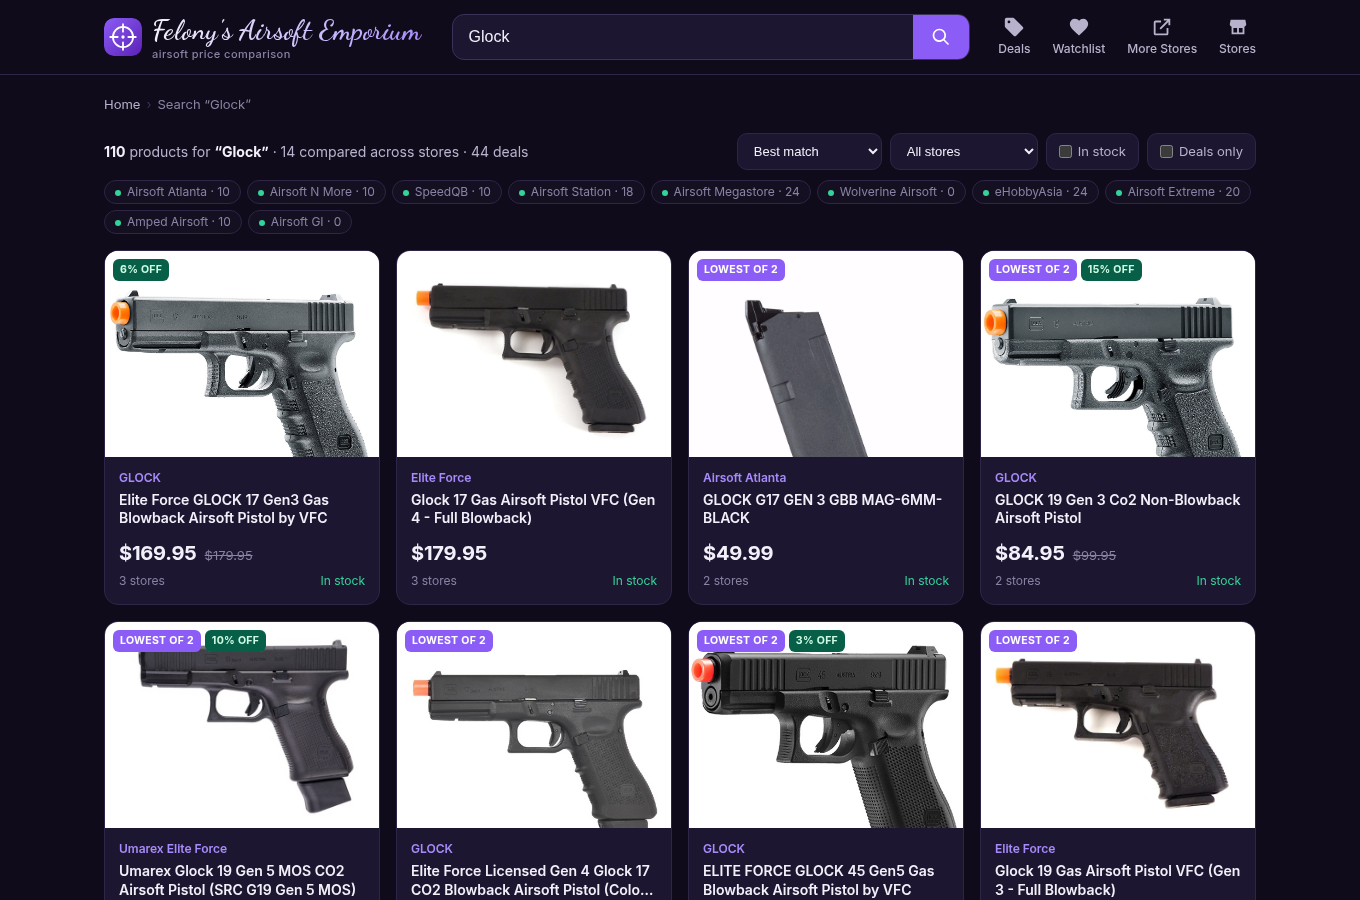 Felony's Airsoft Emporium
airsoft price comparison
Glock
Deals
Watchlist
More Stores
Stores
Home › Search “Glock”
110 products for “Glock” · 14 compared across stores · 44 deals
Best match
All stores
In stock
Deals only
Airsoft Atlanta · 10
Airsoft N More · 10
SpeedQB · 10
Airsoft Station · 18
Airsoft Megastore · 24
Wolverine Airsoft · 0
eHobbyAsia · 24
Airsoft Extreme · 20
Amped Airsoft · 10
Airsoft GI · 0
6% OFF
GLOCK
Elite Force GLOCK 17 Gen3 Gas
Blowback Airsoft Pistol by VFC
$169.95 $179.95
3 stores
In stock
Elite Force
Glock 17 Gas Airsoft Pistol VFC (Gen
4 - Full Blowback)
$179.95
3 stores
In stock
LOWEST OF 2
Airsoft Atlanta
GLOCK G17 GEN 3 GBB MAG-6MM-
BLACK
$49.99
2 stores
In stock
LOWEST OF 2
15% OFF
GLOCK
GLOCK 19 Gen 3 Co2 Non-Blowback
Airsoft Pistol
$84.95 $99.95
2 stores
In stock
LOWEST OF 2
10% OFF
Umarex Elite Force
Umarex Glock 19 Gen 5 MOS CO2
Airsoft Pistol (SRC G19 Gen 5 MOS)
LOWEST OF 2
GLOCK
Elite Force Licensed Gen 4 Glock 17
CO2 Blowback Airsoft Pistol (Colo...
LOWEST OF 2
3% OFF
GLOCK
ELITE FORCE GLOCK 45 Gen5 Gas
Blowback Airsoft Pistol by VFC
LOWEST OF 2
Elite Force
Glock 19 Gas Airsoft Pistol VFC (Gen
3 - Full Blowback)